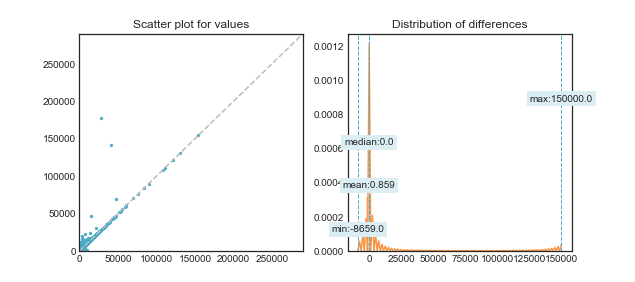 Scatter plot for values
250000
200000
150000
100000
50000
0
0 50000 100000 150000 200000 250000
Distribution of differences
0.0012
0.0010
0.0008
0.0006
0.0004
0.0002
0.0000
max:150000.0
median:0.0
mean:0.859
min:-8659.0
0 25000 50000 75000 100000 125000 150000